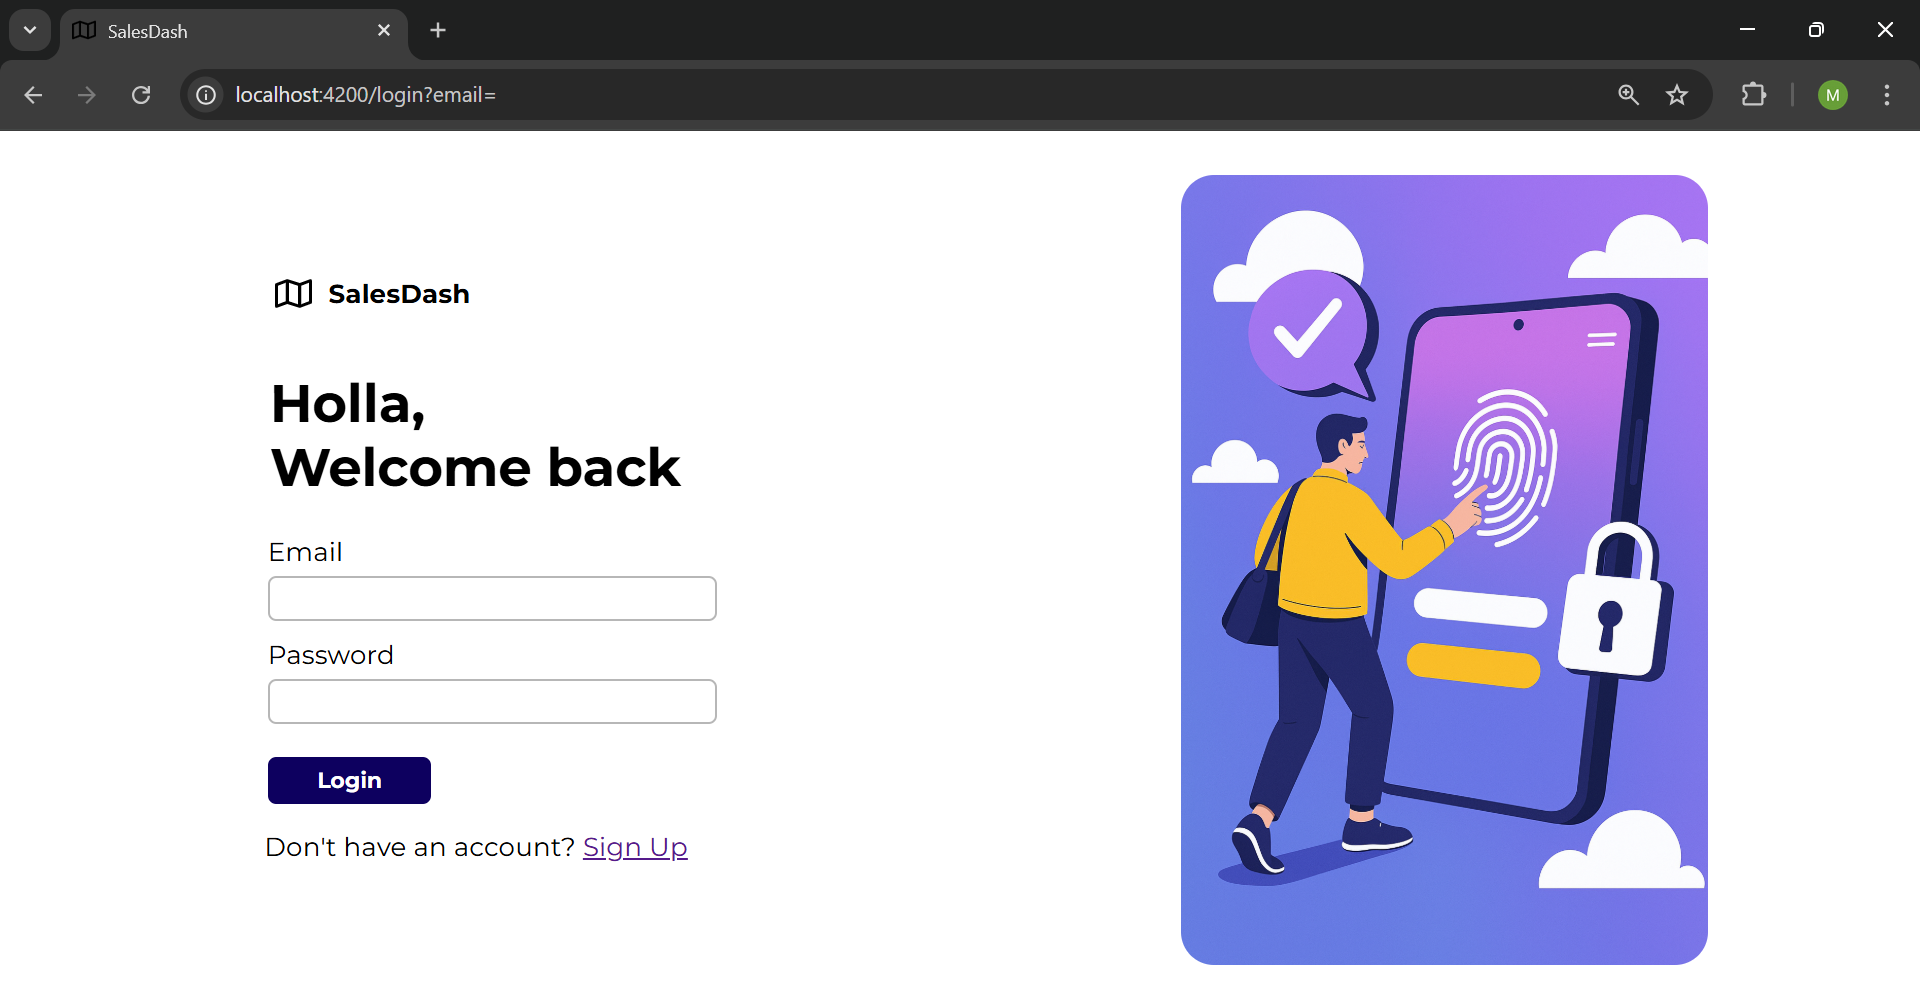 SalesDash
localhost:4200/login?email=
M
SalesDash
Holla,
Welcome back
Email
Password
Login
Don't have an account? Sign Up